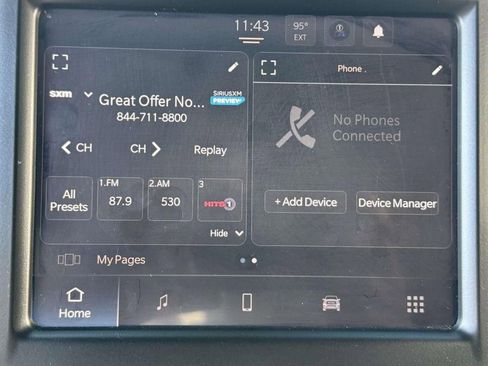 11:43
95°
EXT
Phone .
sxm
Great Offer No...
SIRIUSXM
PREVIEW
844-711-8800
CH
CH
Replay
No Phones
Connected
All
Presets
1.FM
87.9
2.AM
530
3
HITS1
+ Add Device
Device Manager
Hide
My Pages
Home